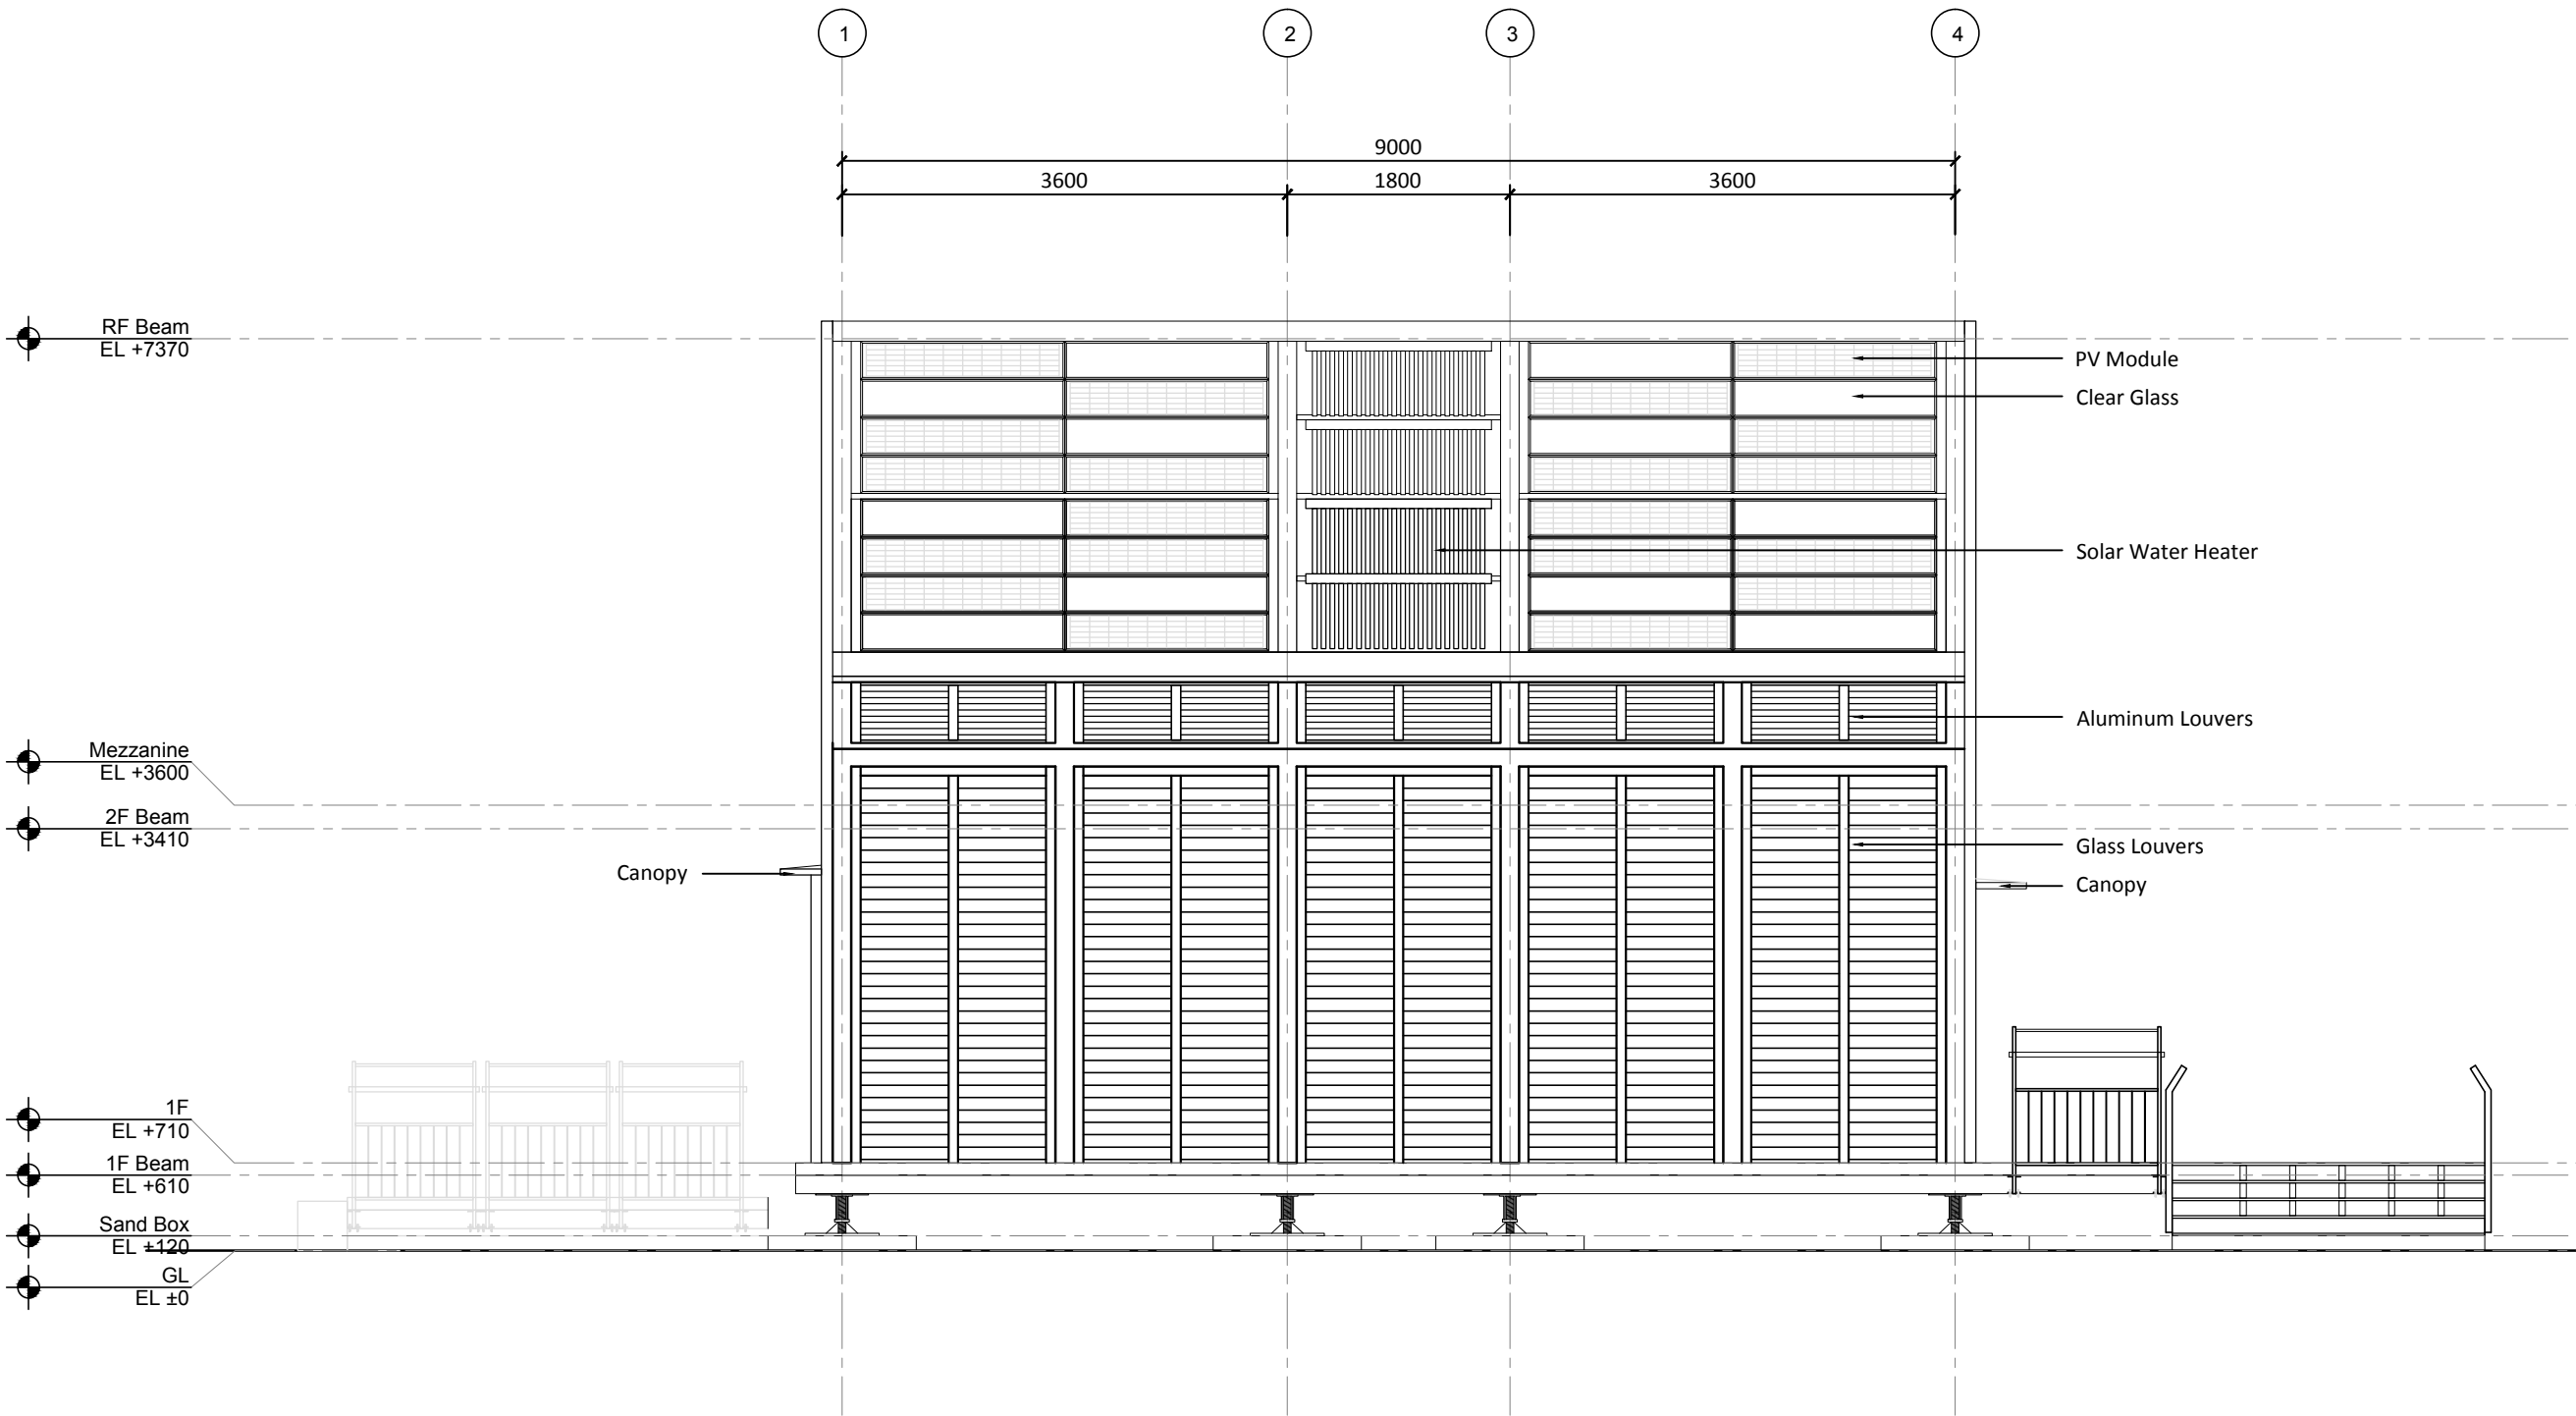 1
2
3
4
9000
3600
1800
3600
RF Beam
EL +7370
PV Module
Clear Glass
Solar Water Heater
Aluminum Louvers
Mezzanine
EL +3600
2F Beam
EL +3410
Glass Louvers
Canopy
Canopy
1F
EL +710
1F Beam
EL +610
Sand Box
EL +120
GL
EL ±0